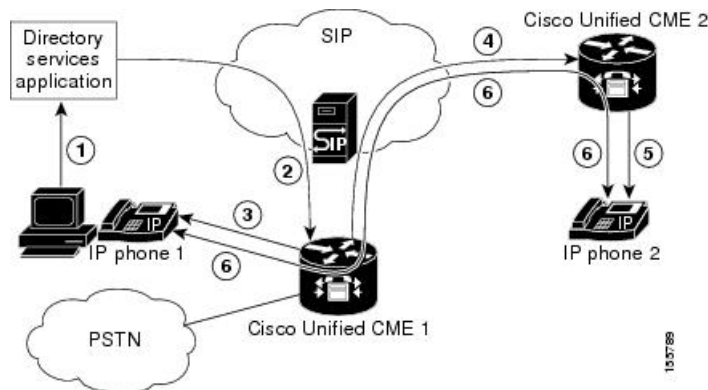 Directory
services
application
SIP
Cisco Unified CME 2
4
6
1
SIP
2
6
5
3
IP
IP
IP phone 1
6
IP phone 2
Cisco Unified CME 1
PSTN
155789